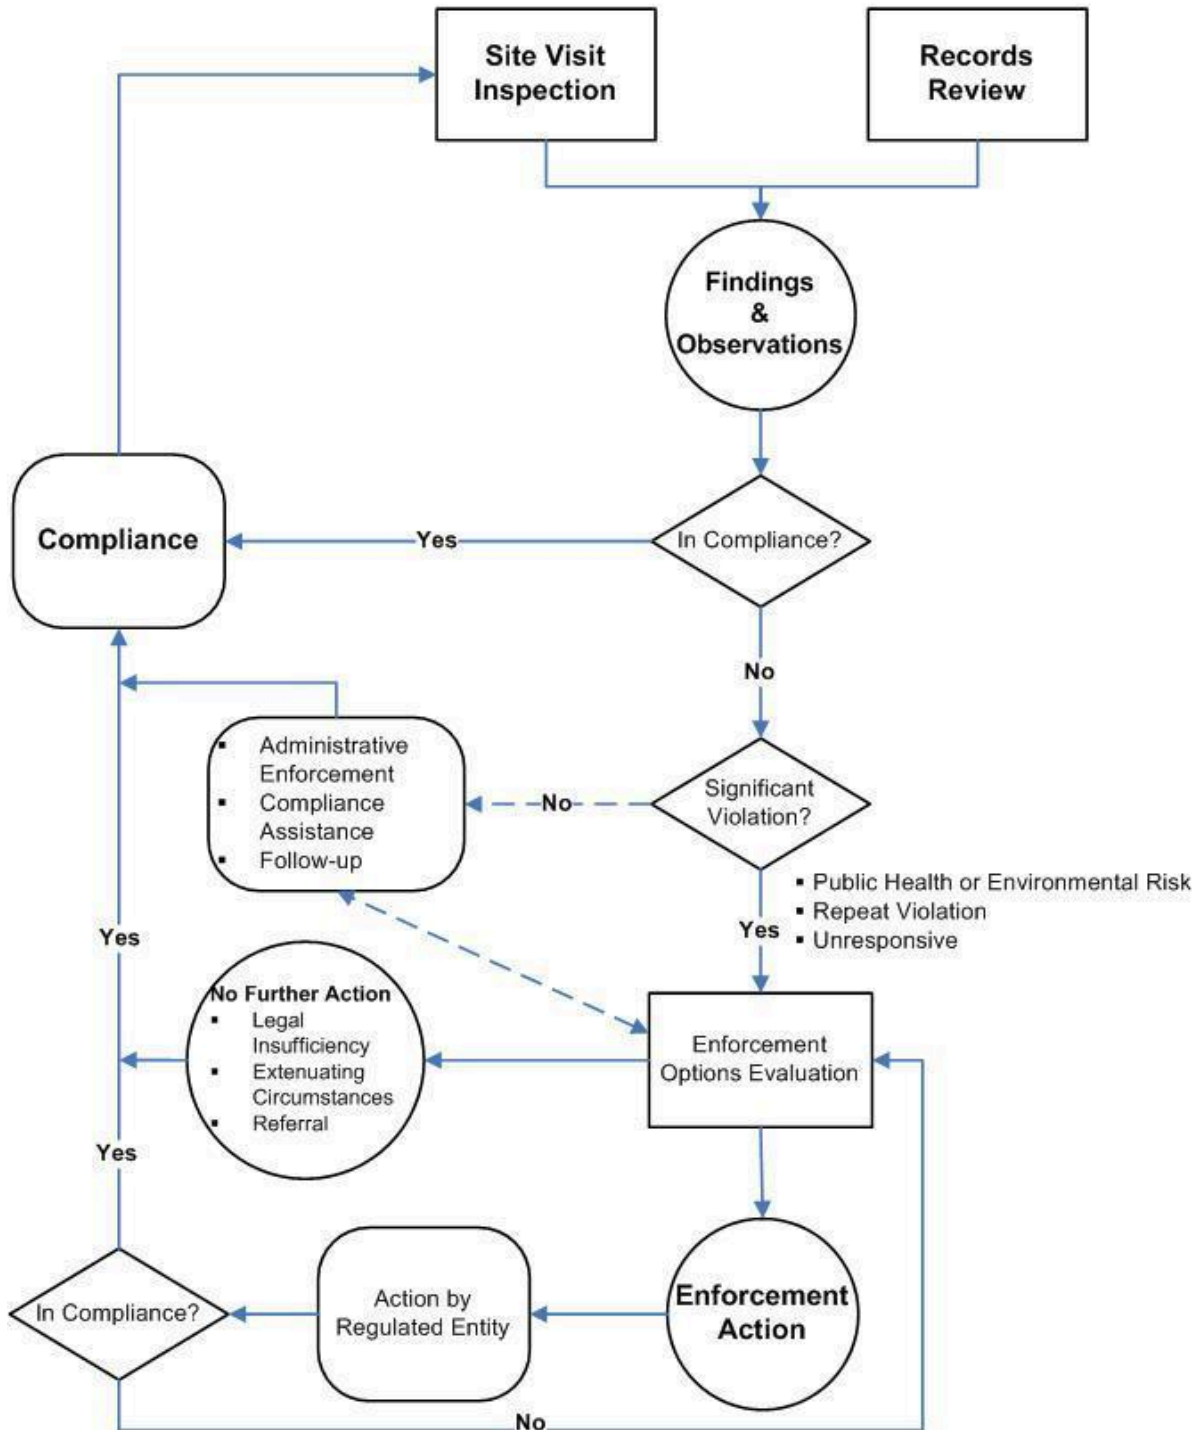 Site Visit
Inspection
Records
Review
Findings
&
Observations
In Compliance?
Yes
Compliance
No
Significant
Violation?
No
▪ Administrative
Enforcement
▪ Compliance
Assistance
▪ Follow-up
Yes
▪ Public Health or Environmental Risk
▪ Repeat Violation
▪ Unresponsive
Yes
No Further Action
▪ Legal
Insufficiency
▪ Extenuating
Circumstances
▪ Referral
Enforcement
Options Evaluation
Yes
Enforcement
Action
Action by
Regulated Entity
In Compliance?
No